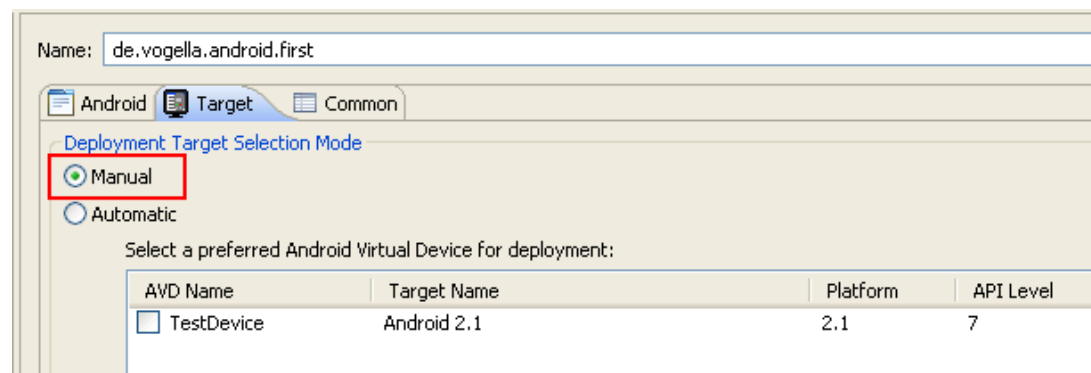 Name: de.vogella.android.first
Android Target Common
Deployment Target Selection Mode
Manual
Automatic
Select a preferred Android Virtual Device for deployment:
AVD Name Target Name Platform API Level
TestDevice Android 2.1 2.1 7